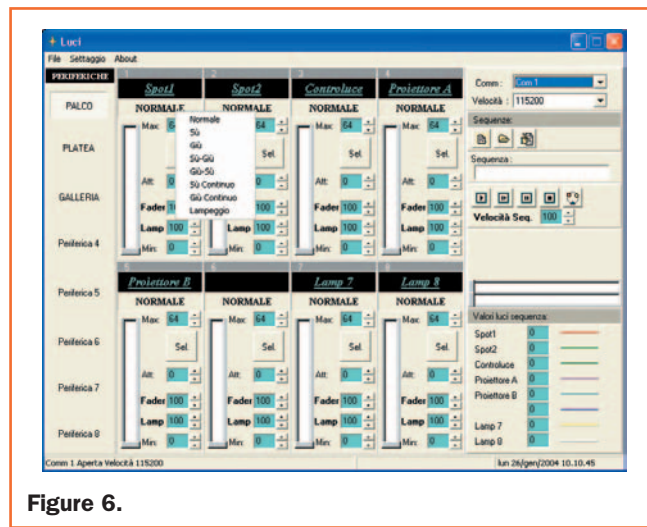 Luci
File Settaggio About
PERIFERICHE
PALCO
PLATEA
GALLERIA
Periferica 4
Periferica 5
Periferica 6
Periferica 7
Periferica 8
1
Spot1
NORMALE
Max:
Att:
0
Fader
Lamp 100
Min: 0
Normale
Sù
Giù
Sù-Giù
Giù-Sù
Sù Continuo
Giù Continuo
Lampeggio
2
Spot2
NORMALE
64
Sel.
0
100
Lamp 100
Min: 0
3
Controluce
NORMALE
Max: 64
Sel.
Att: 0
Fader 100
Lamp 100
Min: 0
4
Proiettore A
NORMALE
Max: 64
Sel.
Att: 0
Fader 100
Lamp 100
Min: 0
5
Proiettore B
NORMALE
Max: 64
Sel.
Att: 0
Fader 100
Lamp 100
Min: 0
6
NORMALE
Max: 64
Sel.
Att: 0
Fader 100
Lamp 100
Min: 0
7
Lamp 7
NORMALE
Max: 64
Sel.
Att: 0
Fader 100
Lamp 100
Min: 0
8
Lamp 8
NORMALE
Max: 64
Sel.
Att: 0
Fader 100
Lamp 100
Min: 0
Comm : Com 1
Velocità : 115200
Sequenze:
Sequenza :
Velocità Seq. 100
Valori luci sequenza:
Spot1 0
Spot2 0
Controluce 0
Proiettore A 0
Proiettore B 0
0
Lamp 7 0
Lamp 8 0
Comm 1 Aperta Velocità 115200
lun 26/gen/2004 10.10.45
Figure 6.